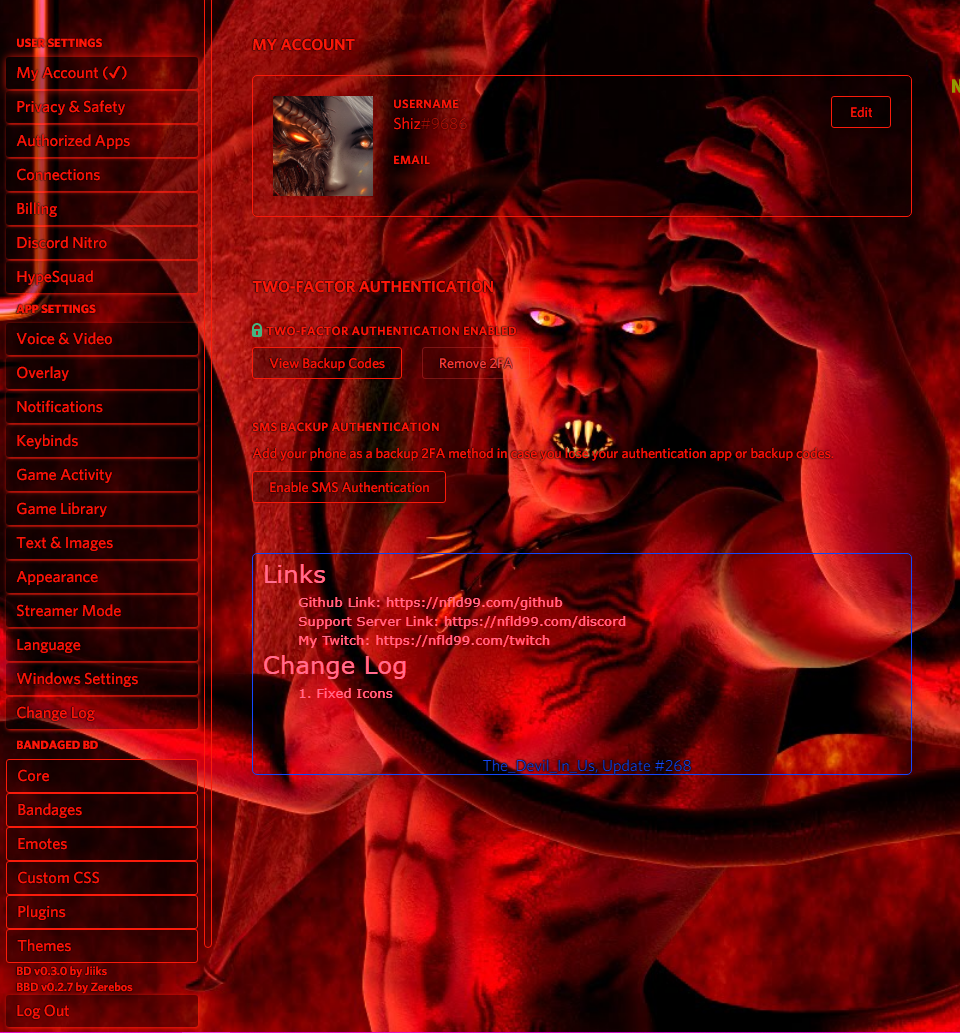 USER SETTINGS
My Account (✓)
Privacy & Safety
Authorized Apps
Connections
Billing
Discord Nitro
HypeSquad
APP SETTINGS
Voice & Video
Overlay
Notifications
Keybinds
Game Activity
Game Library
Text & Images
Appearance
Streamer Mode
Language
Windows Settings
Change Log
BANDAGED BD
Core
Bandages
Emotes
Custom CSS
Plugins
Themes
BD v0.3.0 by Jiiks
BBD v0.2.7 by Zerebos
Log Out
MY ACCOUNT
USERNAME
Shiz
EMAIL
Edit
TWO-FACTOR AUTHENTICATION
TWO-FACTOR AUTHENTICATION ENABLED
View Backup Codes
Remove 2FA
SMS BACKUP AUTHENTICATION
Add your phone as a backup 2FA method in case you lose your authentication app or backup codes.
Enable SMS Authentication
Links
Github Link: https://nfld99.com/github
Support Server Link: https://nfld99.com/discord
My Twitch: https://nfld99.com/twitch
Change Log
1. Fixed Icons
The_Devil_In_Us, Update #268